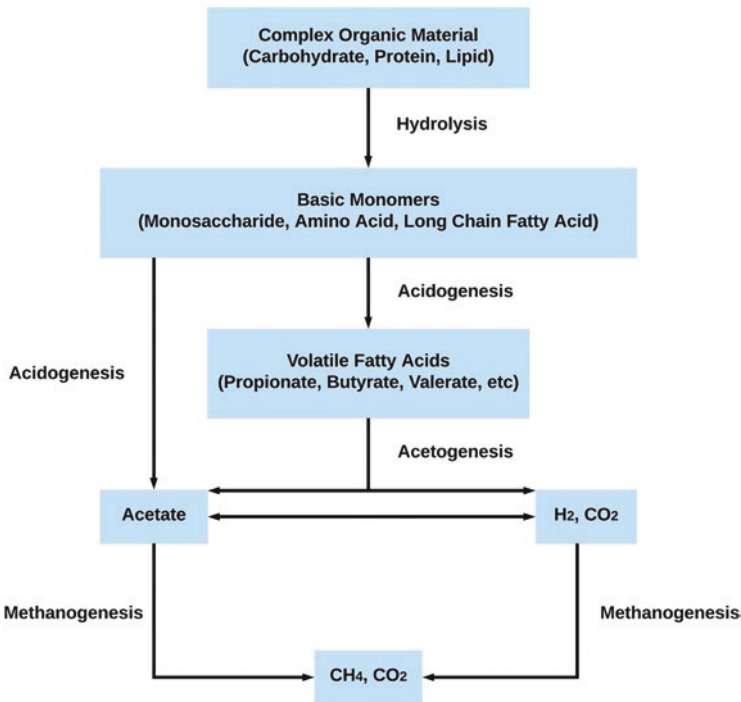 Complex Organic Material
(Carbohydrate, Protein, Lipid)
Hydrolysis
Basic Monomers
(Monosaccharide, Amino Acid, Long Chain Fatty Acid)
Acidogenesis
Acidogenesis
Volatile Fatty Acids
(Propionate, Butyrate, Valerate, etc)
Acetogenesis
Acetate
H2, CO2
Methanogenesis
Methanogenesis
CH4, CO2